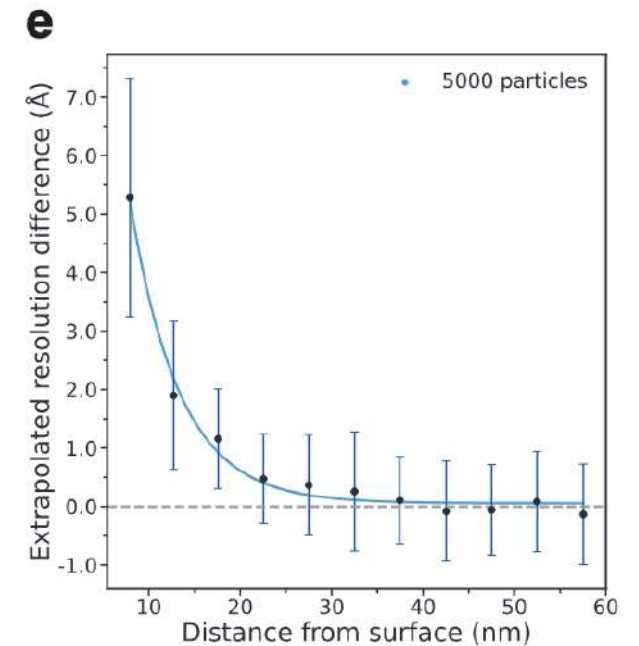 e
5000 particles
Extrapolated resolution difference (Å)
7.0
6.0
5.0
4.0
3.0
2.0
1.0
0.0
-1.0
10 20 30 40 50 60
Distance from surface (nm)